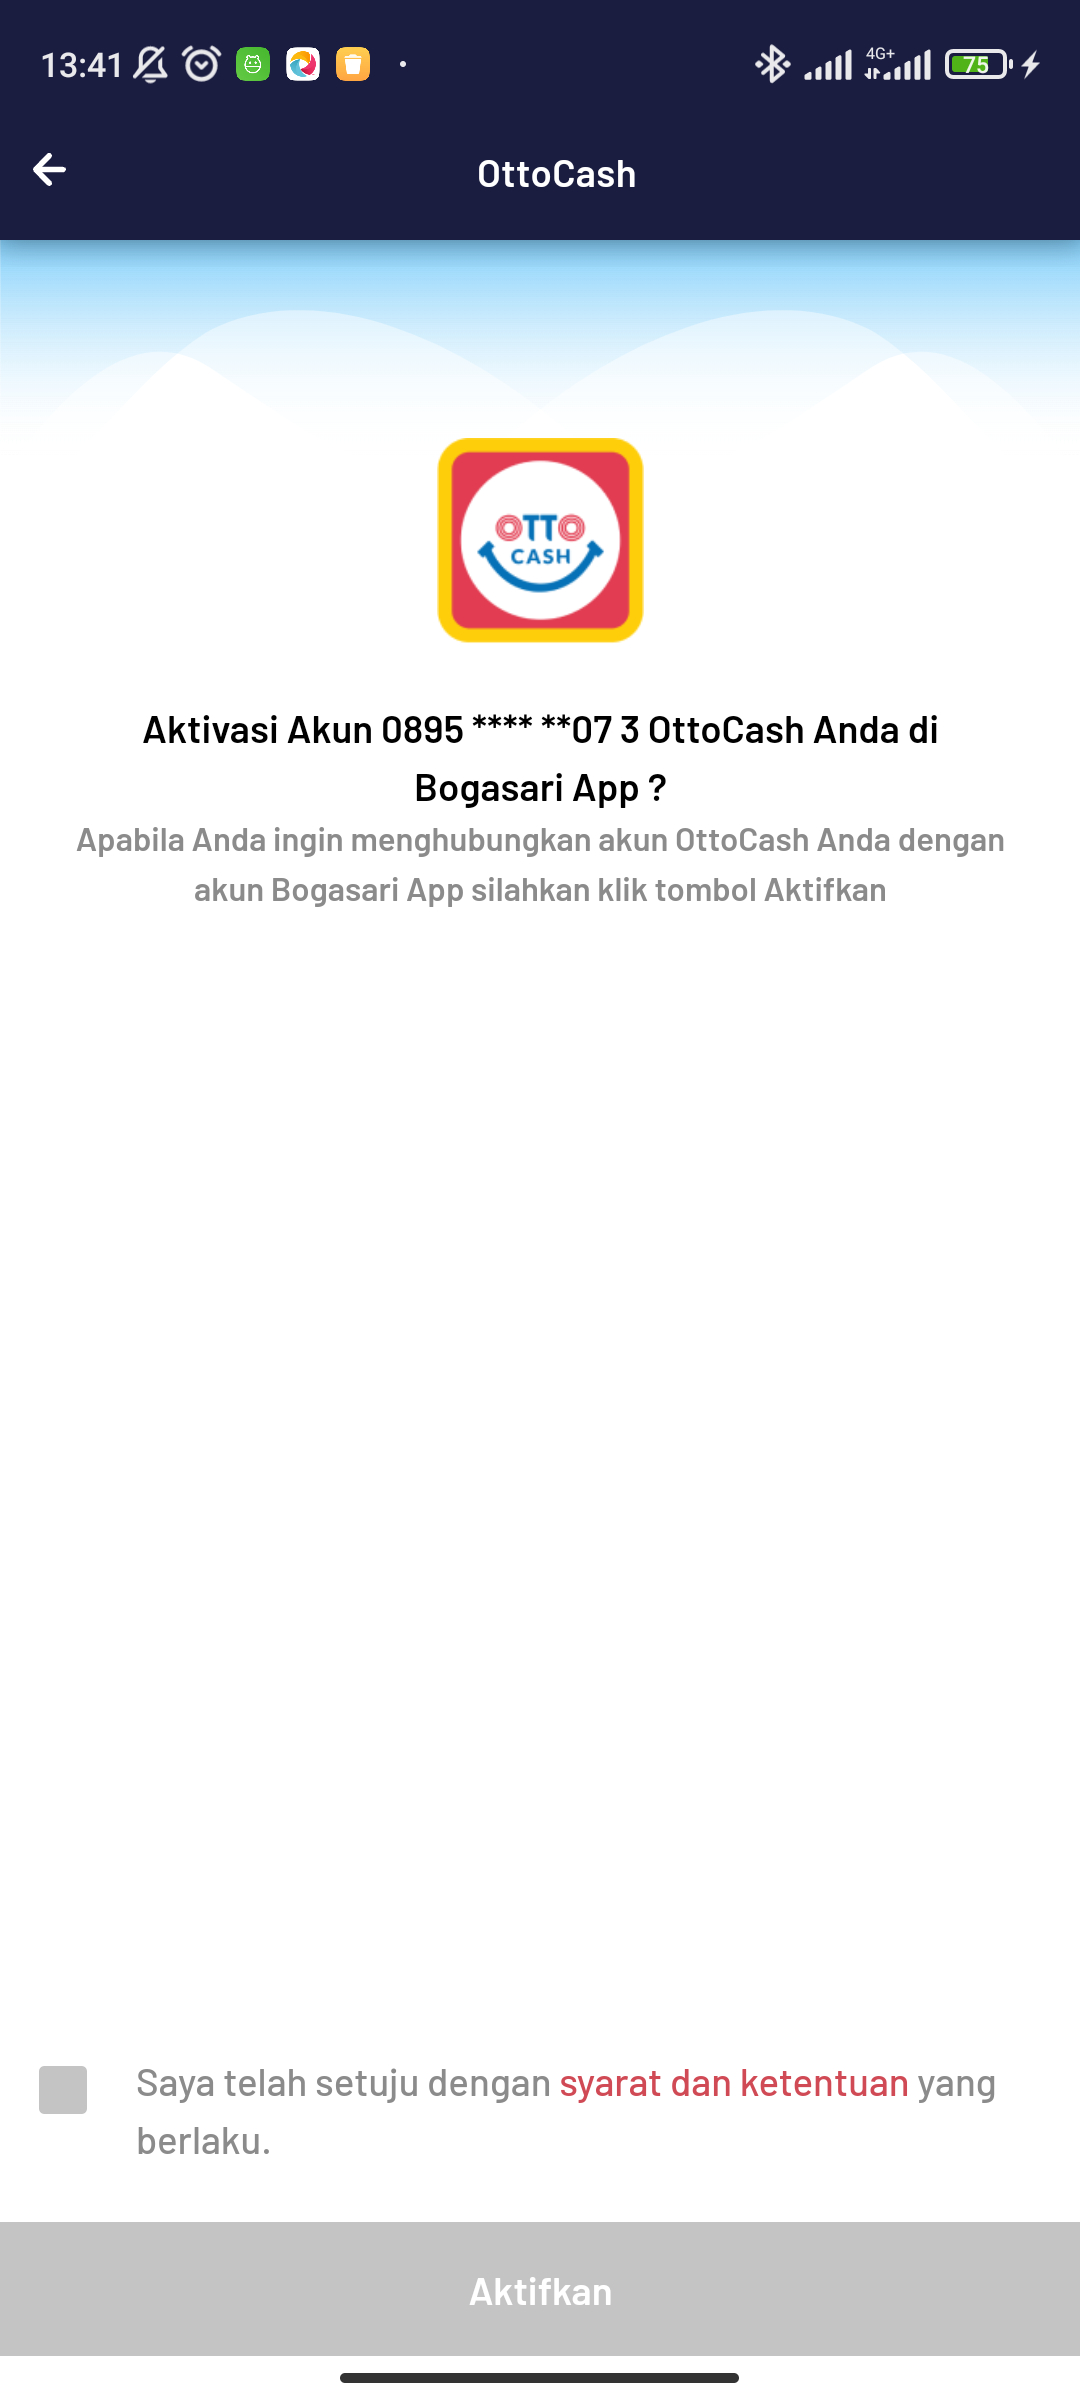 13:41
4G+
75
OttoCash
OTTO
CASH
Aktivasi Akun 0895 **** **07 3 OttoCash Anda di
Bogasari App ?
Apabila Anda ingin menghubungkan akun OttoCash Anda dengan
akun Bogasari App silahkan klik tombol Aktifkan
Saya telah setuju dengan syarat dan ketentuan yang
berlaku.
Aktifkan